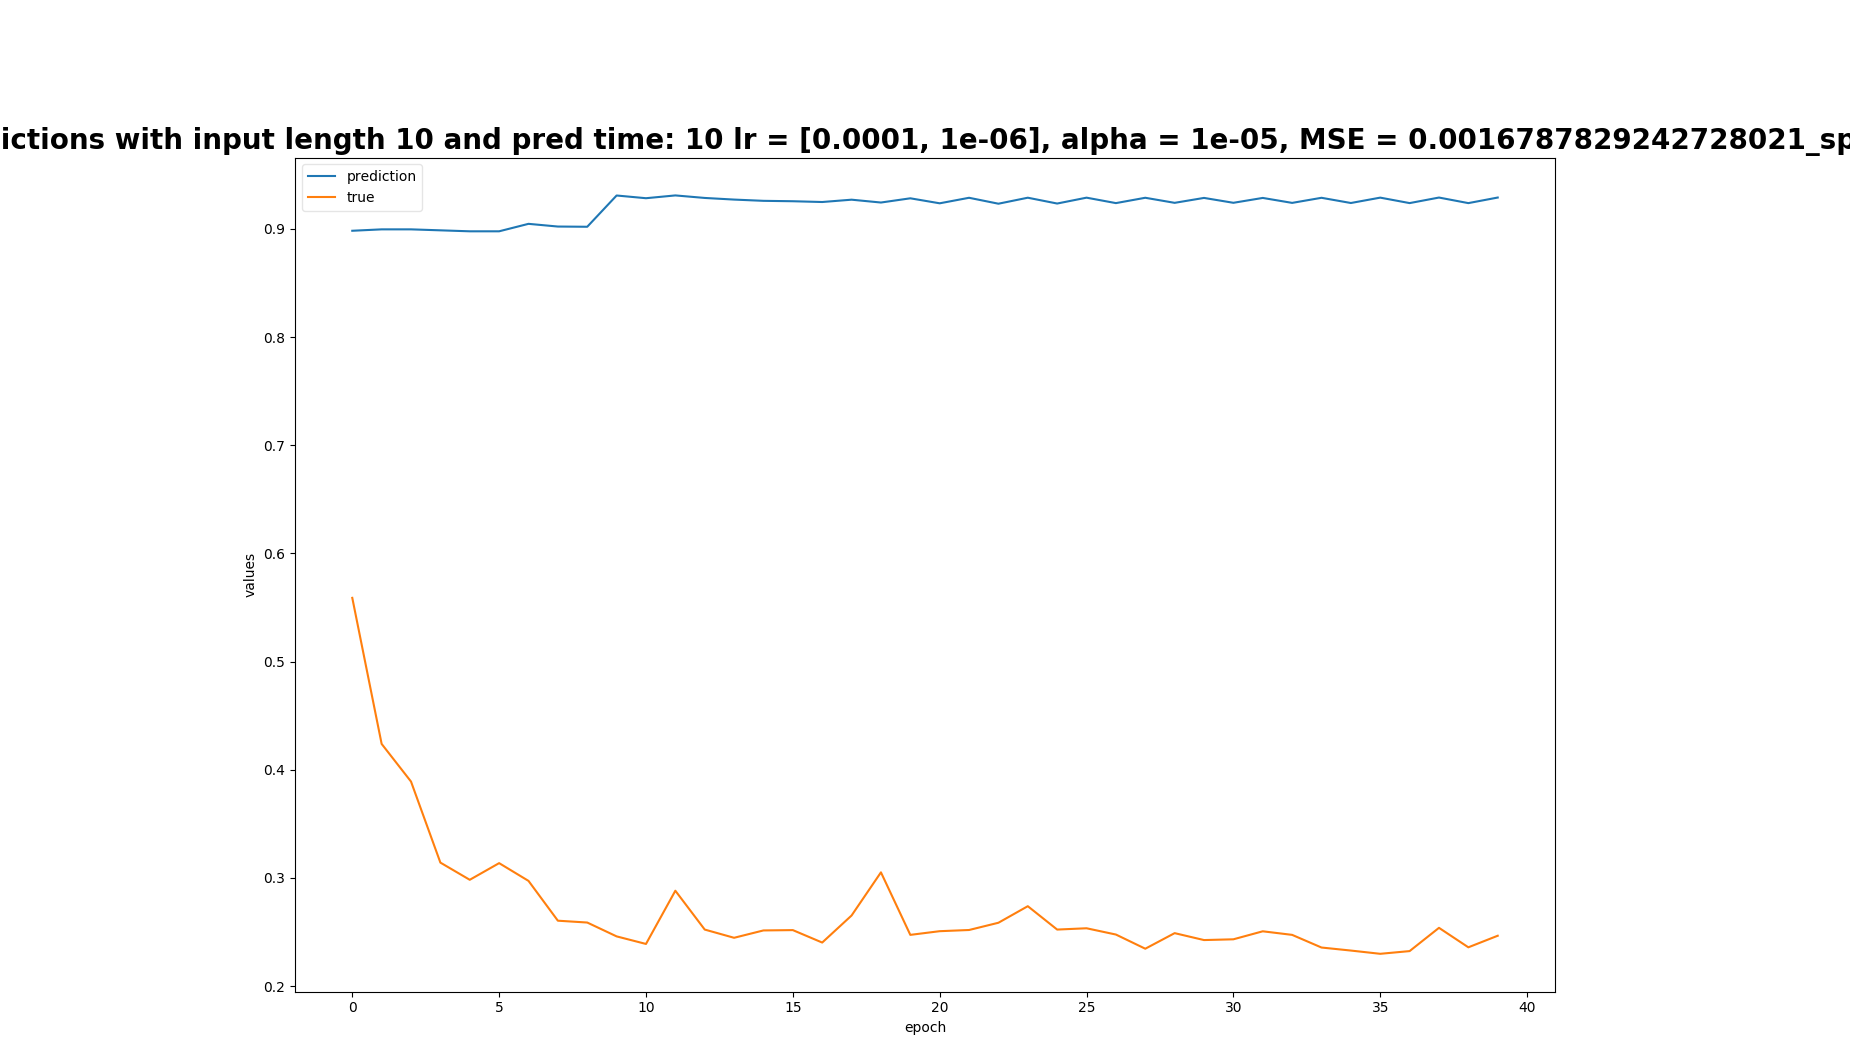 ictions with input length 10 and pred time: 10 lr = [0.0001, 1e-06], alpha = 1e-05, MSE = 0.0016787829242728021_sp
prediction
true
0.9
0.8
0.7
0.6
0.5
0.4
0.3
0.2
values
0 5 10 15 20 25 30 35 40
epoch